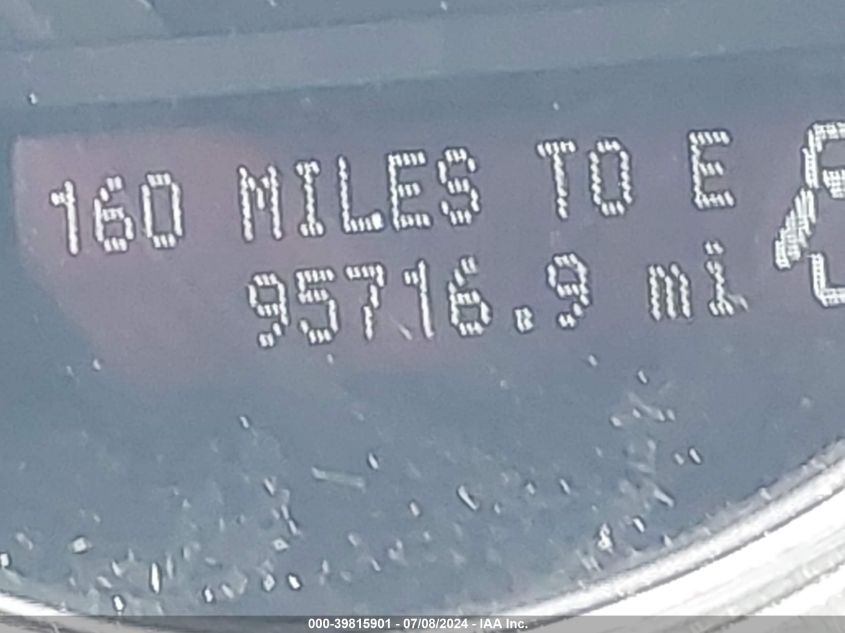 160 MILES TO E
95716.9 mi
000-39815901 - 07/08/2024 - IAA Inc.